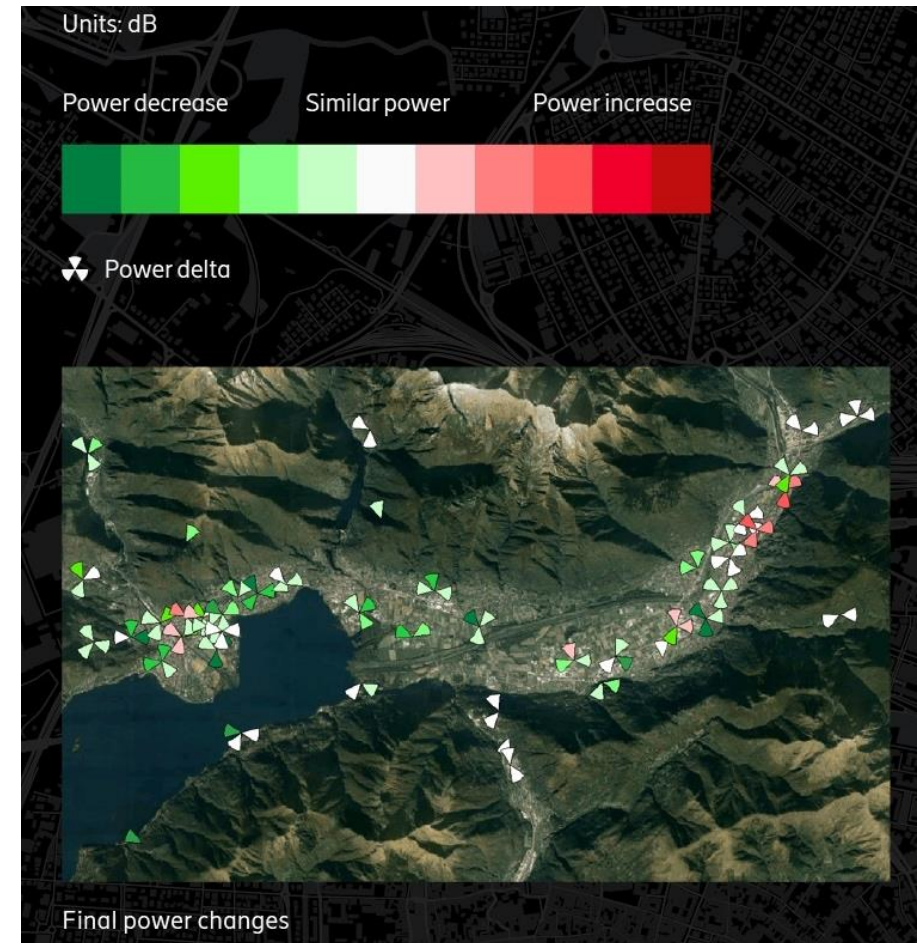 Units: dB
Power decrease Similar power Power increase
Power delta
Final power changes